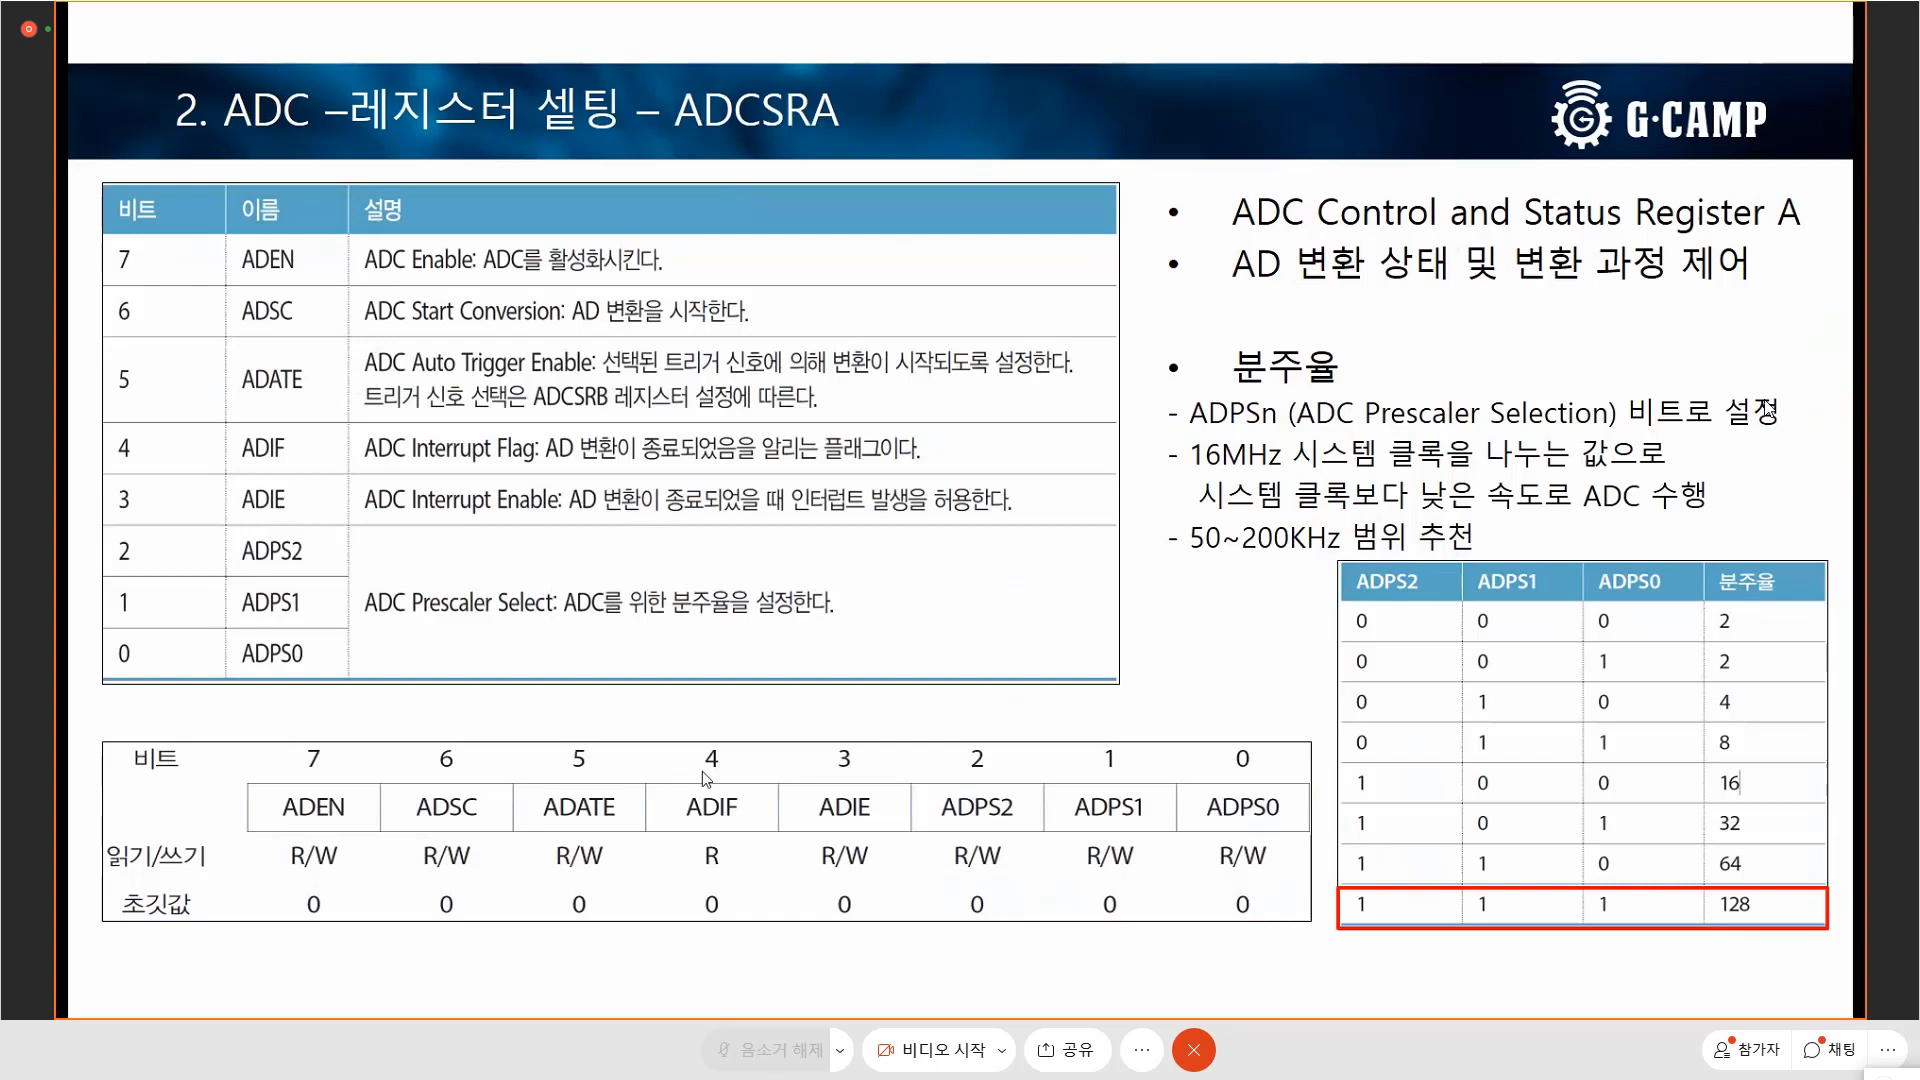 2. ADC –레지스터 셑팅 – ADCSRA
G·CAMP
비트 이름 설명
7 ADEN ADC Enable: ADC를 활성화시킨다.
6 ADSC ADC Start Conversion: AD 변환을 시작한다.
5 ADATE ADC Auto Trigger Enable: 선택된 트리거 신호에 의해 변환이 시작되도록 설정한다.
트리거 신호 선택은 ADCSRB 레지스터 설정에 따른다.
4 ADIF ADC Interrupt Flag: AD 변환이 종료되었음을 알리는 플래그이다.
3 ADIE ADC Interrupt Enable: AD 변환이 종료되었을 때 인터럽트 발생을 허용한다.
2 ADPS2
1 ADPS1 ADC Prescaler Select: ADC를 위한 분주율을 설정한다.
0 ADPS0
• ADC Control and Status Register A
• AD 변환 상태 및 변환 과정 제어
• 분주율
- ADPSn (ADC Prescaler Selection) 비트로 설정
- 16MHz 시스템 클록을 나누는 값으로
시스템 클록보다 낮은 속도로 ADC 수행
- 50~200KHz 범위 추천
ADPS2 ADPS1 ADPS0 분주율
0 0 0 2
0 0 1 2
0 1 0 4
0 1 1 8
1 0 0 16
1 0 1 32
1 1 0 64
1 1 1 128
비트 7 6 5 4 3 2 1 0
ADEN ADSC ADATE ADIF ADIE ADPS2 ADPS1 ADPS0
읽기/쓰기 R/W R/W R/W R R/W R/W R/W R/W
초깃값 0 0 0 0 0 0 0 0
음소거 해제 비디오 시작 공유 참가자 채팅